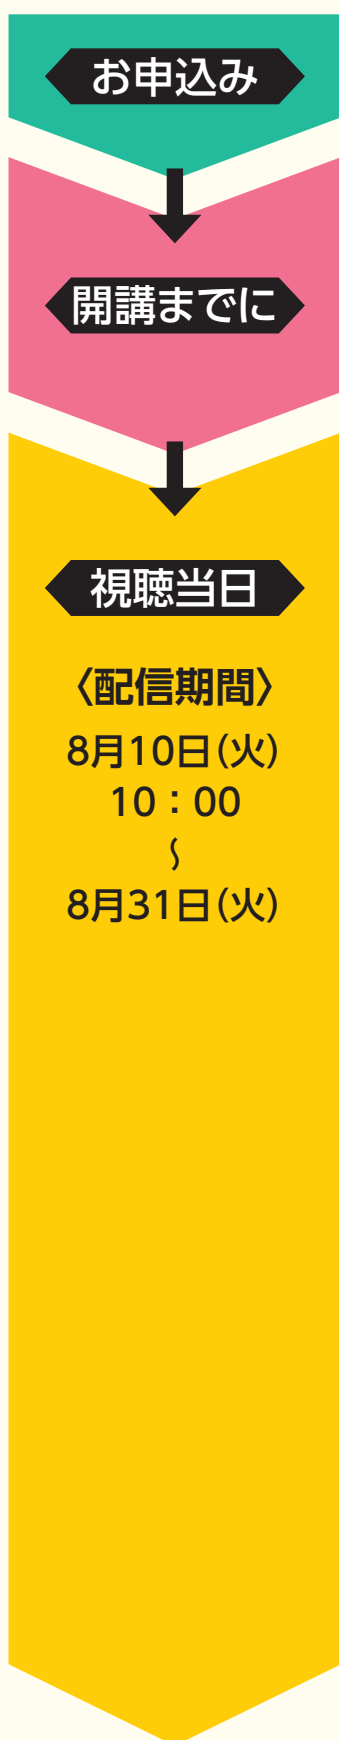 お申込み
開講までに
視聴当日
〈配信期間〉
8月10日(火)
10：00
〜
8月31日(火)